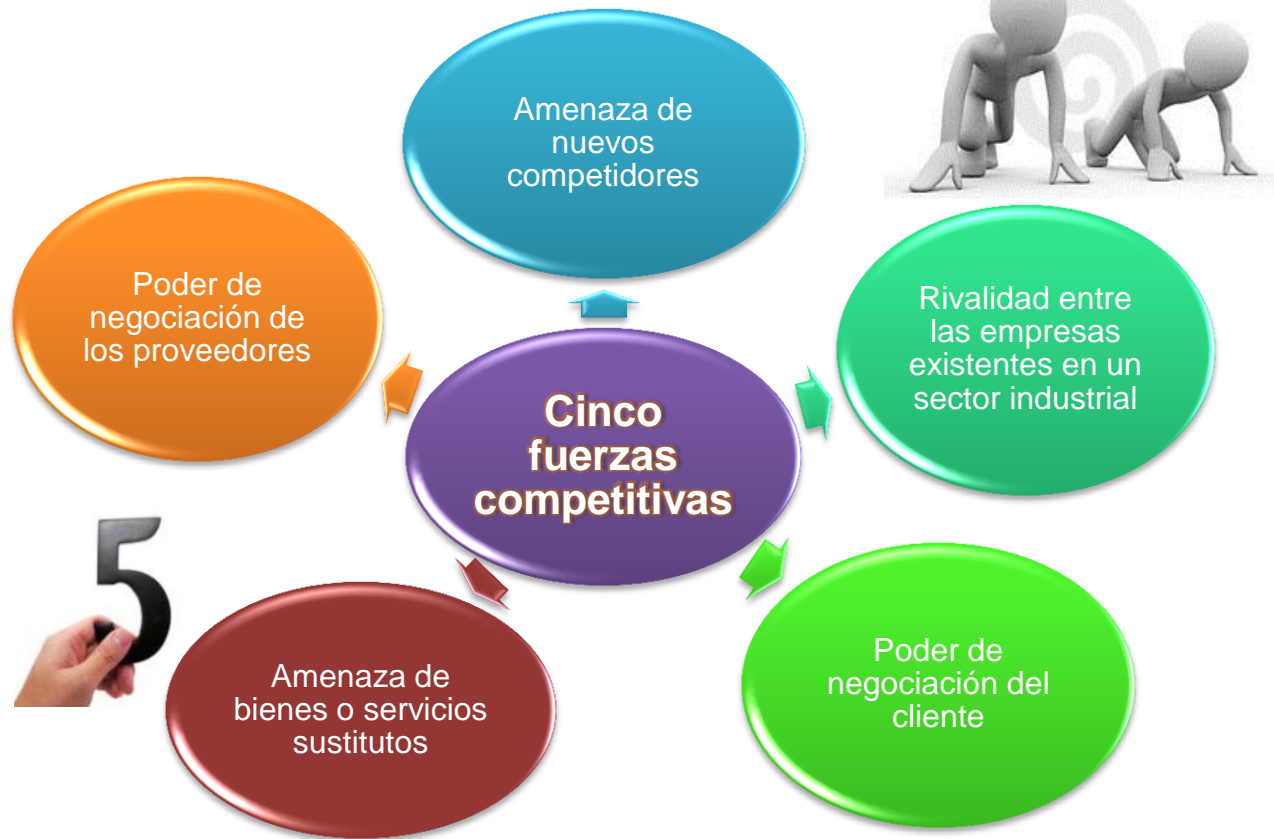 Amenaza de
nuevos
competidores
Poder de
negociación de
los proveedores
Rivalidad entre
las empresas
existentes en un
sector industrial
Cinco
fuerzas
competitivas
5
Amenaza de
bienes o servicios
sustitutos
Poder de
negociación del
cliente